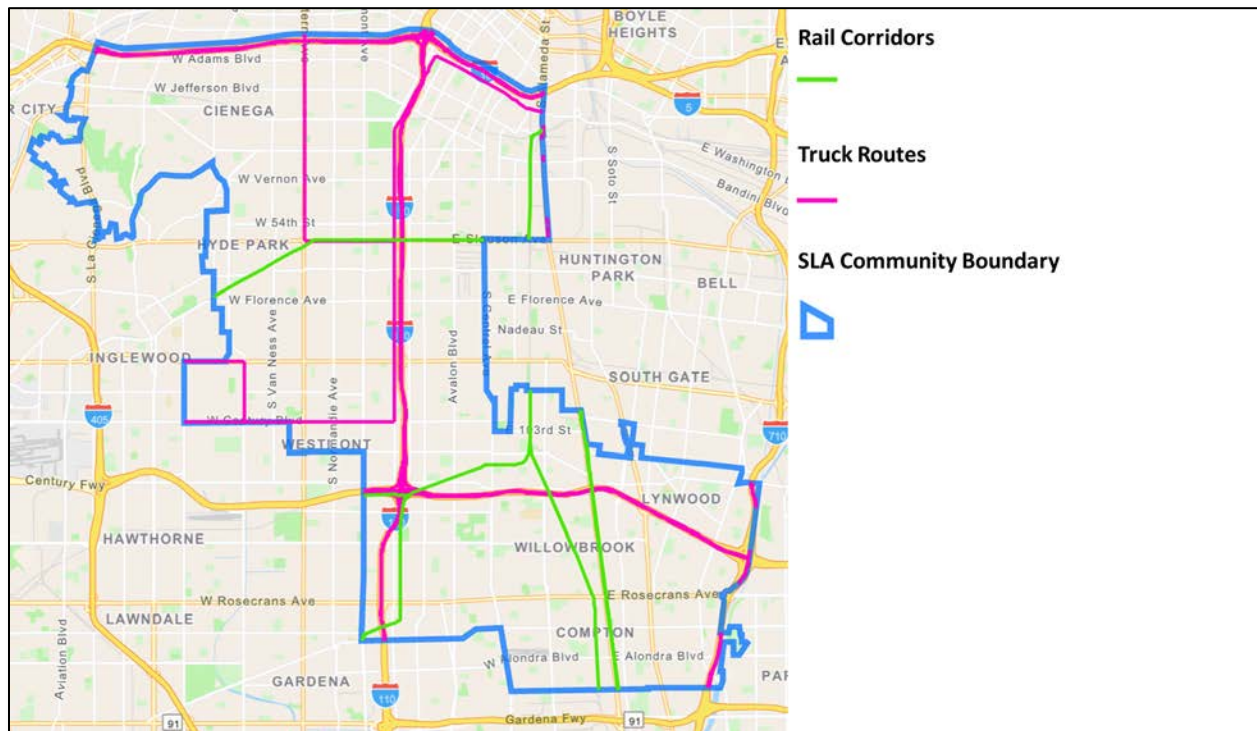 BOYLE
HEIGHTS
W Adams Blvd
W Jefferson Blvd
CIENEGA
R CITY
5
S Soto St
E Washington B
Bandini Blvd
W Vernon Ave
S La Cienega Blvd
W 54th St
HYDE PARK
E Slauson Ave
HUNTINGTON
PARK
BELL
W Florence Ave
E Florence Ave
Nadeau St
S Van Ness Ave
S Central Ave
Avalon Blvd
INGLEWOOD
SOUTH GATE
S Normandie Ave
405
W Century Blvd
710
WESTMONT
E 103rd St
Century Fwy
LYNWOOD
HAWTHORNE
WILLOWBROOK
W Rosecrans Ave
E Rosecrans Ave
LAWNDALE
COMPTON
Aviation Blvd
W Alondra Blvd
E Alondra Blvd
GARDENA
PAR
110
91
Gardena Fwy
91
Rail Corridors
Truck Routes
SLA Community Boundary